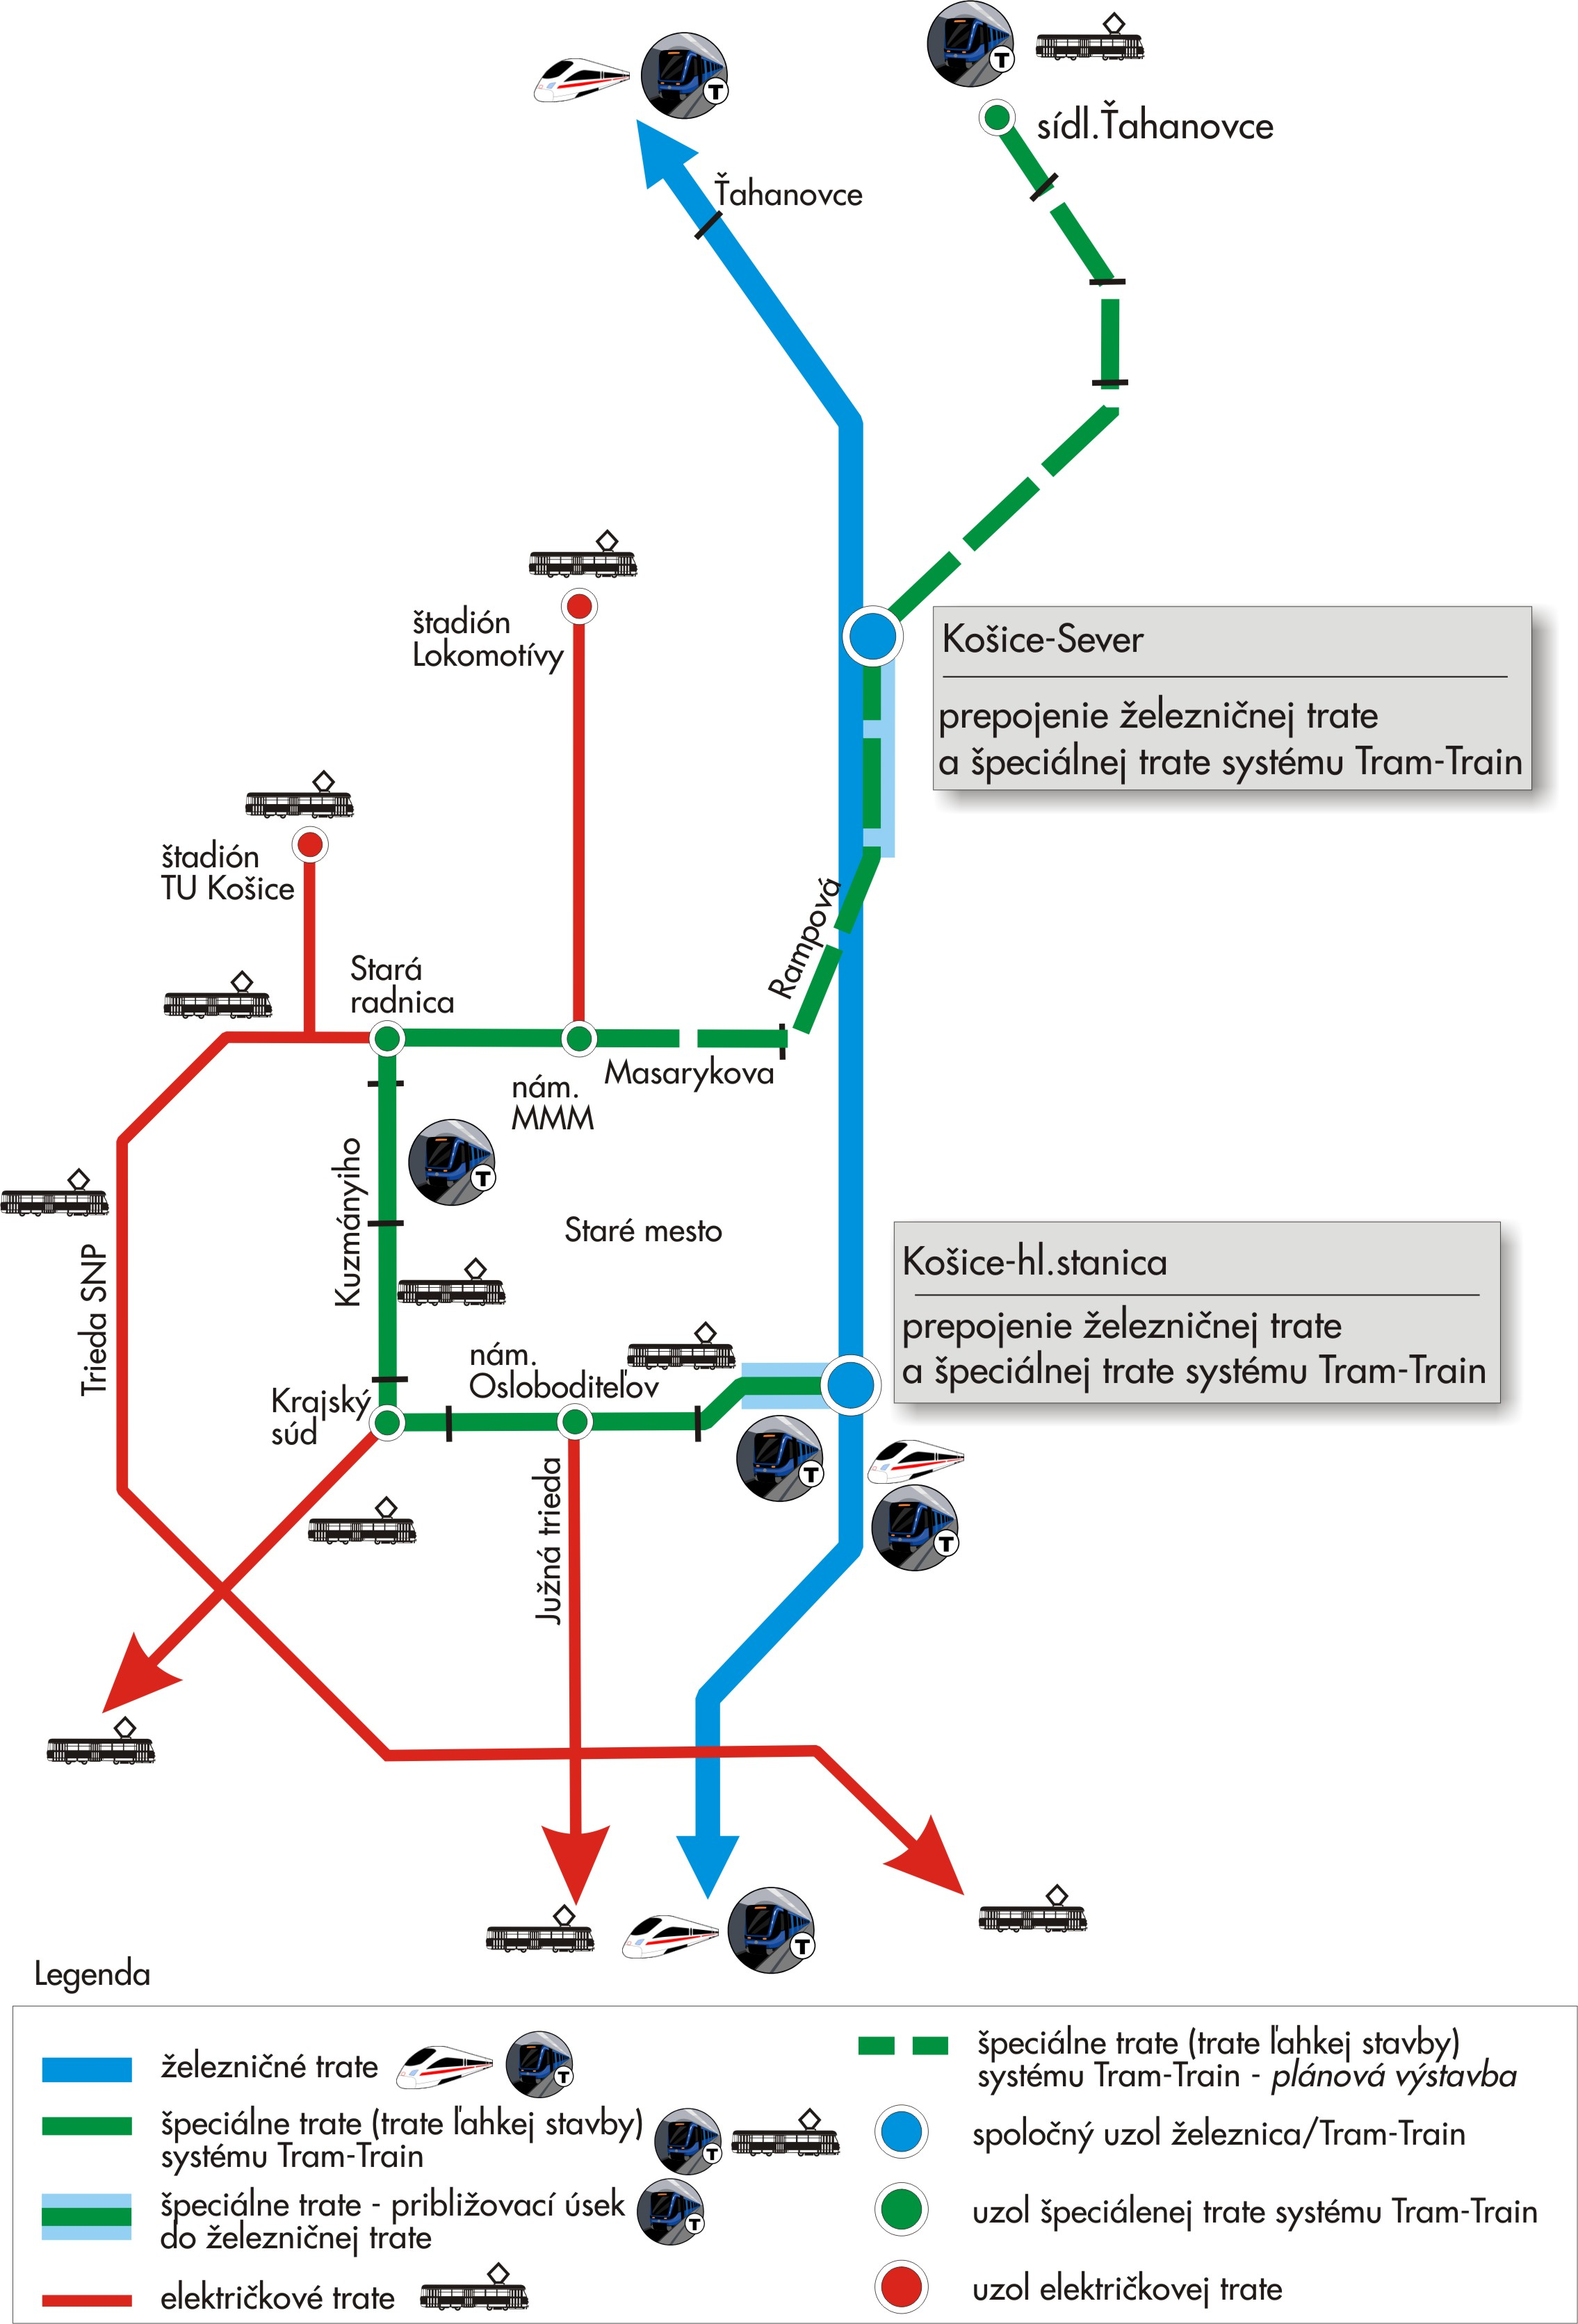 sídl.Ťahanovce
Ťahanovce
štadión
Lokomotívy
Košice-Sever
prepojenie železničnej trate
a špeciálnej trate systému Tram-Train
štadión
TU Košice
Rampová
Stará
radnica
Masarykova
nám.
MMM
Kuzmányiho
Staré mesto
Trieda SNP
Košice-hl.stanica
prepojenie železničnej trate
a špeciálnej trate systému Tram-Train
nám.
Osloboditeľov
Krajský
súd
Južná trieda
T
T
T
T
T
T
Legenda
železničné trate
T
špeciálne trate (trate ľahkej stavby)
systému Tram-Train
T
špeciálne trate - približovací úsek
do železničnej trate
T
električkové trate
špeciálne trate (trate ľahkej stavby)
systému Tram-Train - plánová výstavba
spoločný uzol železnica/Tram-Train
uzol špeciálenej trate systému Tram-Train
uzol električkovej trate